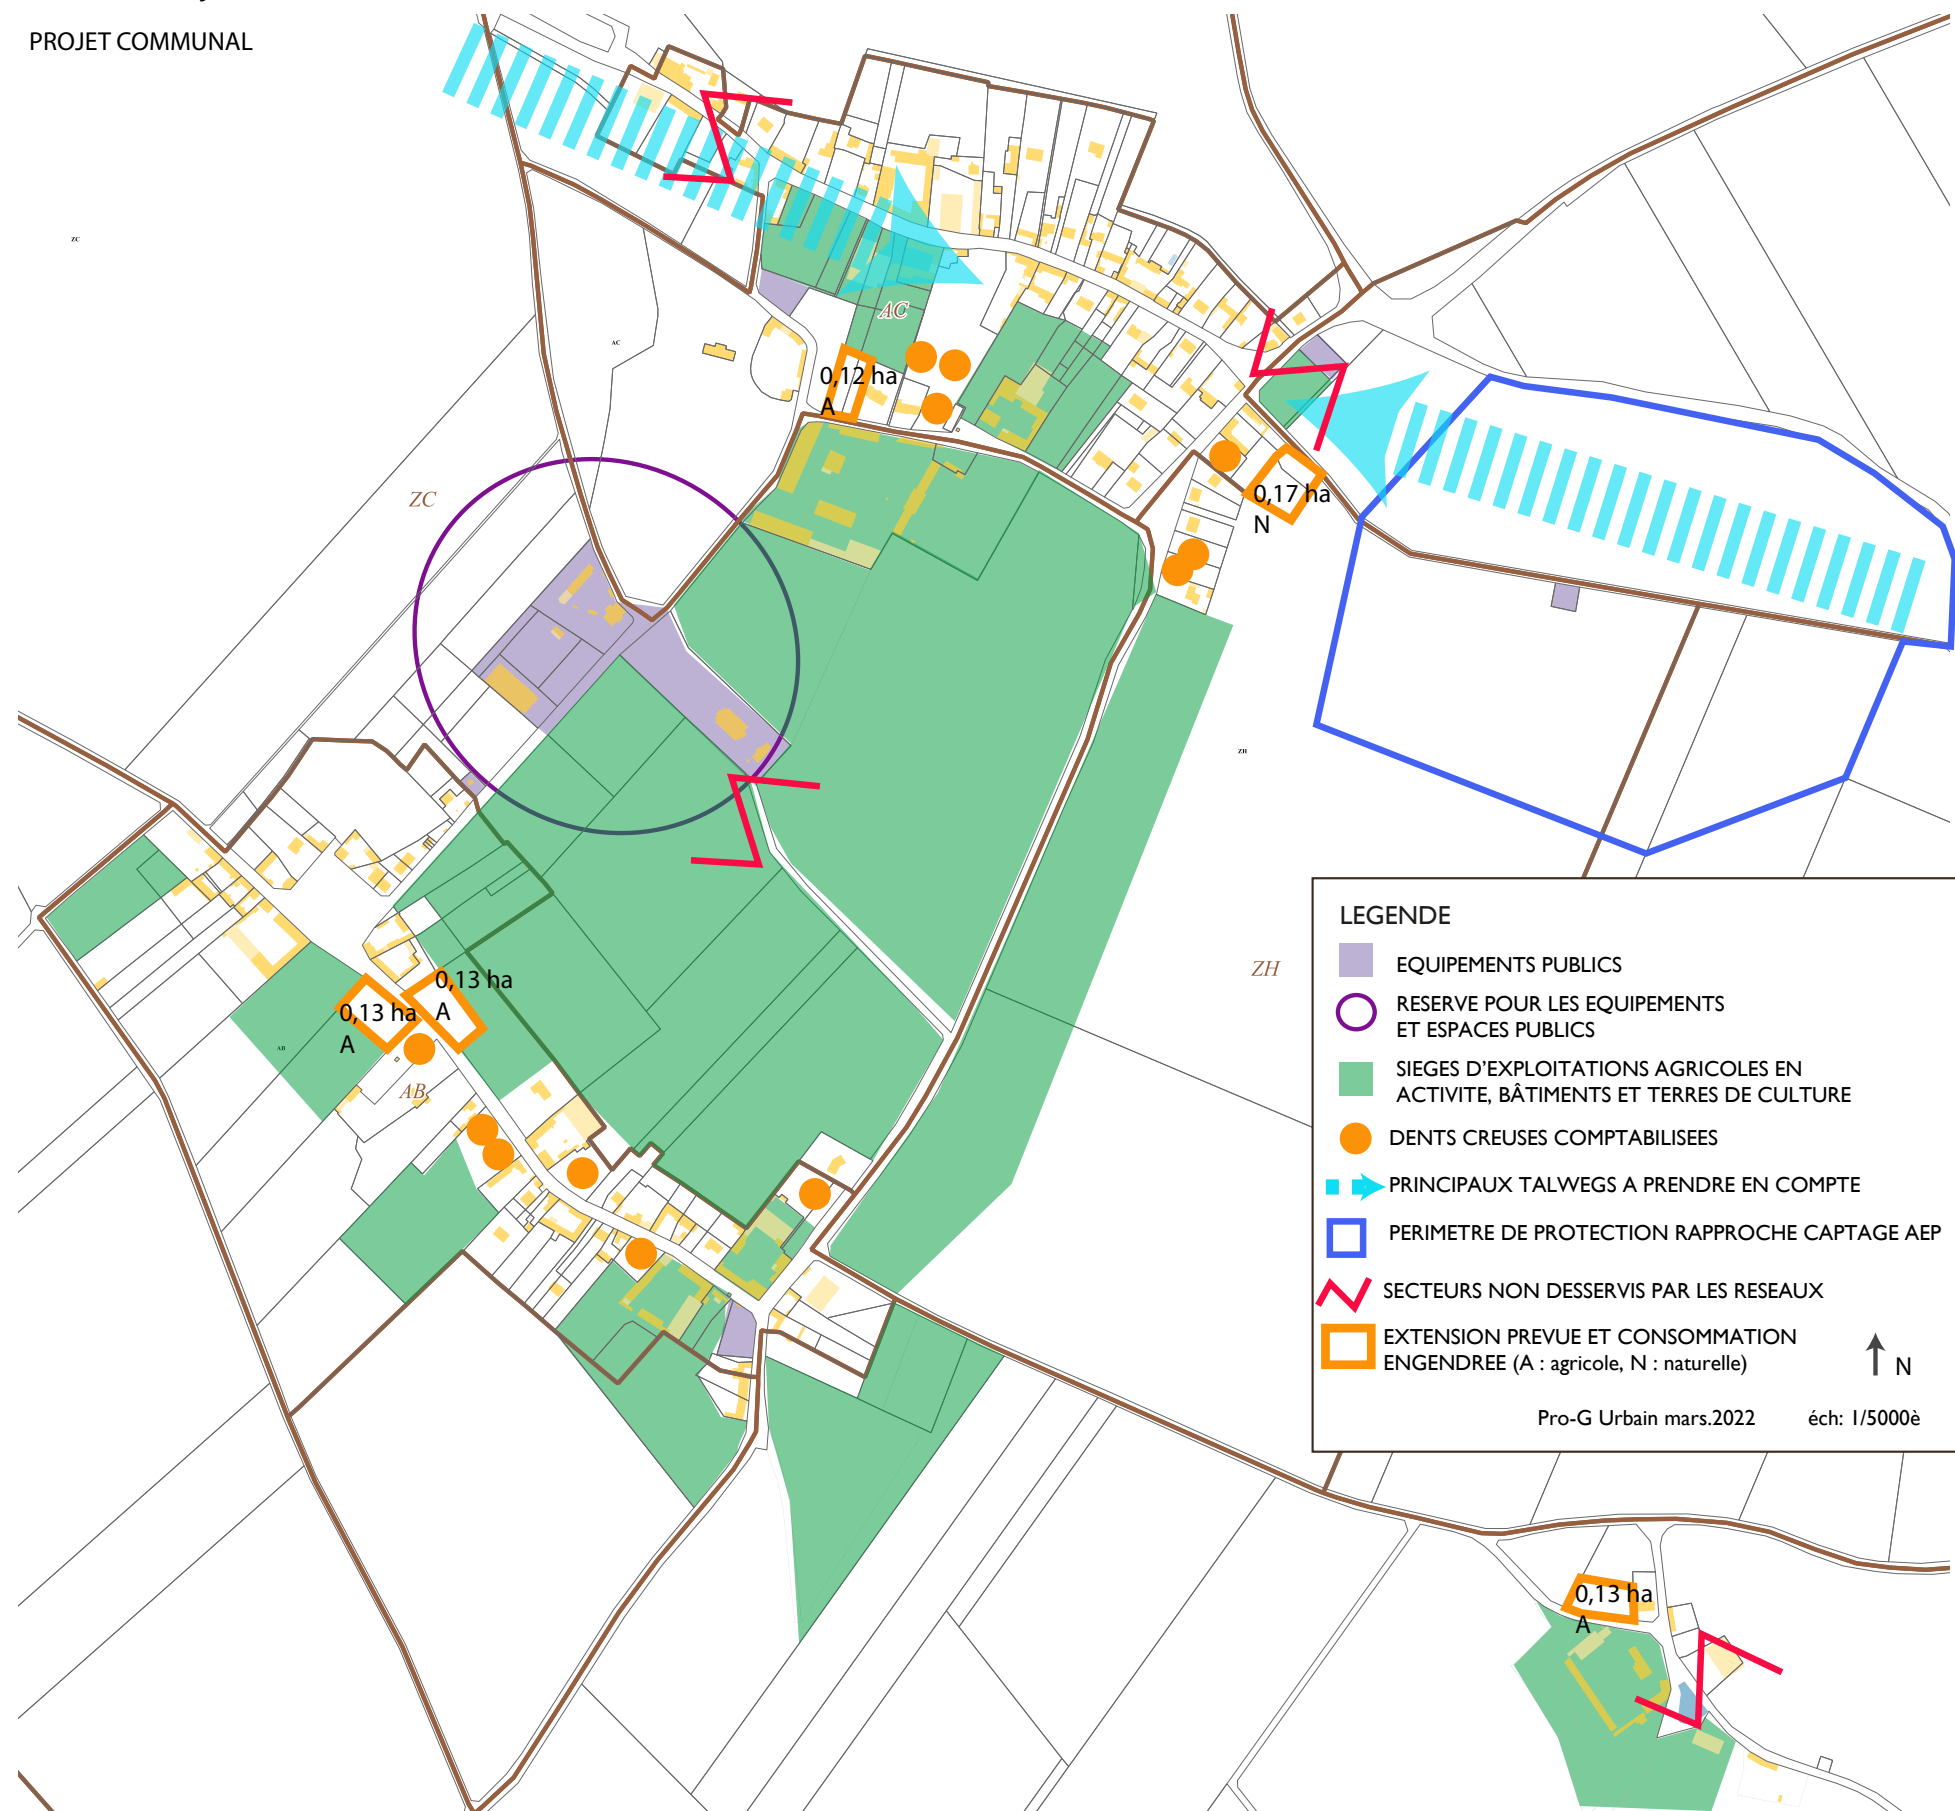 PROJET COMMUNAL
ZC
AC
AC
0,12 ha
A
ZC
0,17 ha
N
ZH
ZH
0,13 ha
A
0,13 ha
A
AB
AB
LEGENDE
EQUIPEMENTS PUBLICS
RESERVE POUR LES EQUIPEMENTS
ET ESPACES PUBLICS
SIEGES D'EXPLOITATIONS AGRICOLES EN
ACTIVITE, BÂTIMENTS ET TERRES DE CULTURE
DENTS CREUSES COMPTABILISEES
PRINCIPAUX TALWEGS A PRENDRE EN COMPTE
PERIMETRE DE PROTECTION RAPPROCHE CAPTAGE AEP
SECTEURS NON DESSERVIS PAR LES RESEAUX
EXTENSION PREVUE ET CONSOMMATION
ENGENDREE (A : agricole, N : naturelle)
N
Pro-G Urbain mars.2022 éch: 1/5000è
0,13 ha
A